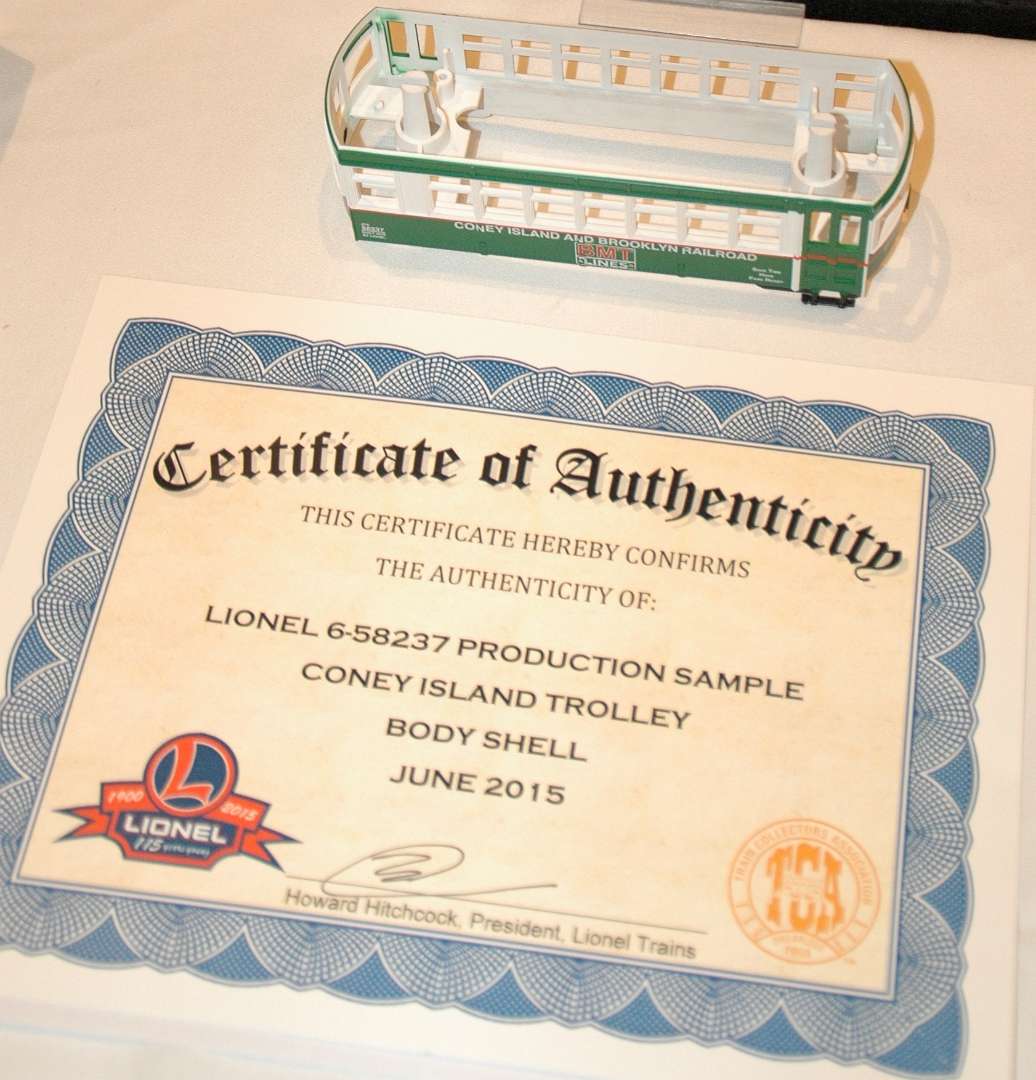 CONEY ISLAND AND BROOKLYN RAILROAD
BMT
LINES
Certificate of Authenticity
THIS CERTIFICATE HEREBY CONFIRMS
THE AUTHENTICITY OF:
LIONEL 6-58237 PRODUCTION SAMPLE
CONEY ISLAND TROLLEY
BODY SHELL
JUNE 2015
L
1900 2015
LIONEL
115
Howard Hitchcock, President, Lionel Trains
TRAIN COLLECTORS ASSOCIATION
TCA